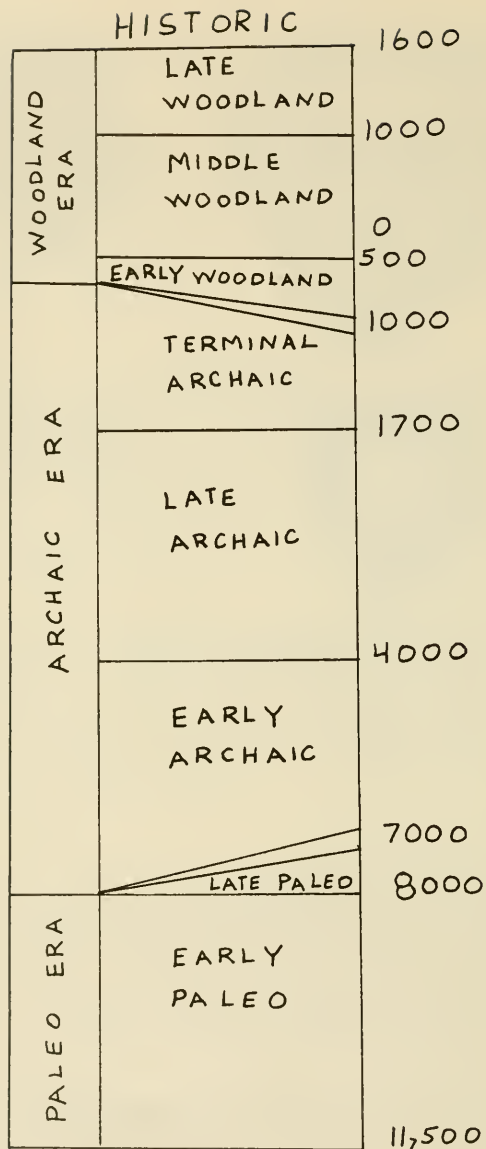 HISTORIC
1600
WOODLAND
ERA
LATE
WOODLAND
1000
MIDDLE
WOODLAND
0
500
EARLY WOODLAND
1000
TERMINAL
ARCHAIC
1700
ARCHAIC ERA
LATE
ARCHAIC
4000
EARLY
ARCHAIC
7000
LATE PALEO
8000
PALEO ERA
EARLY
PALEO
11,500